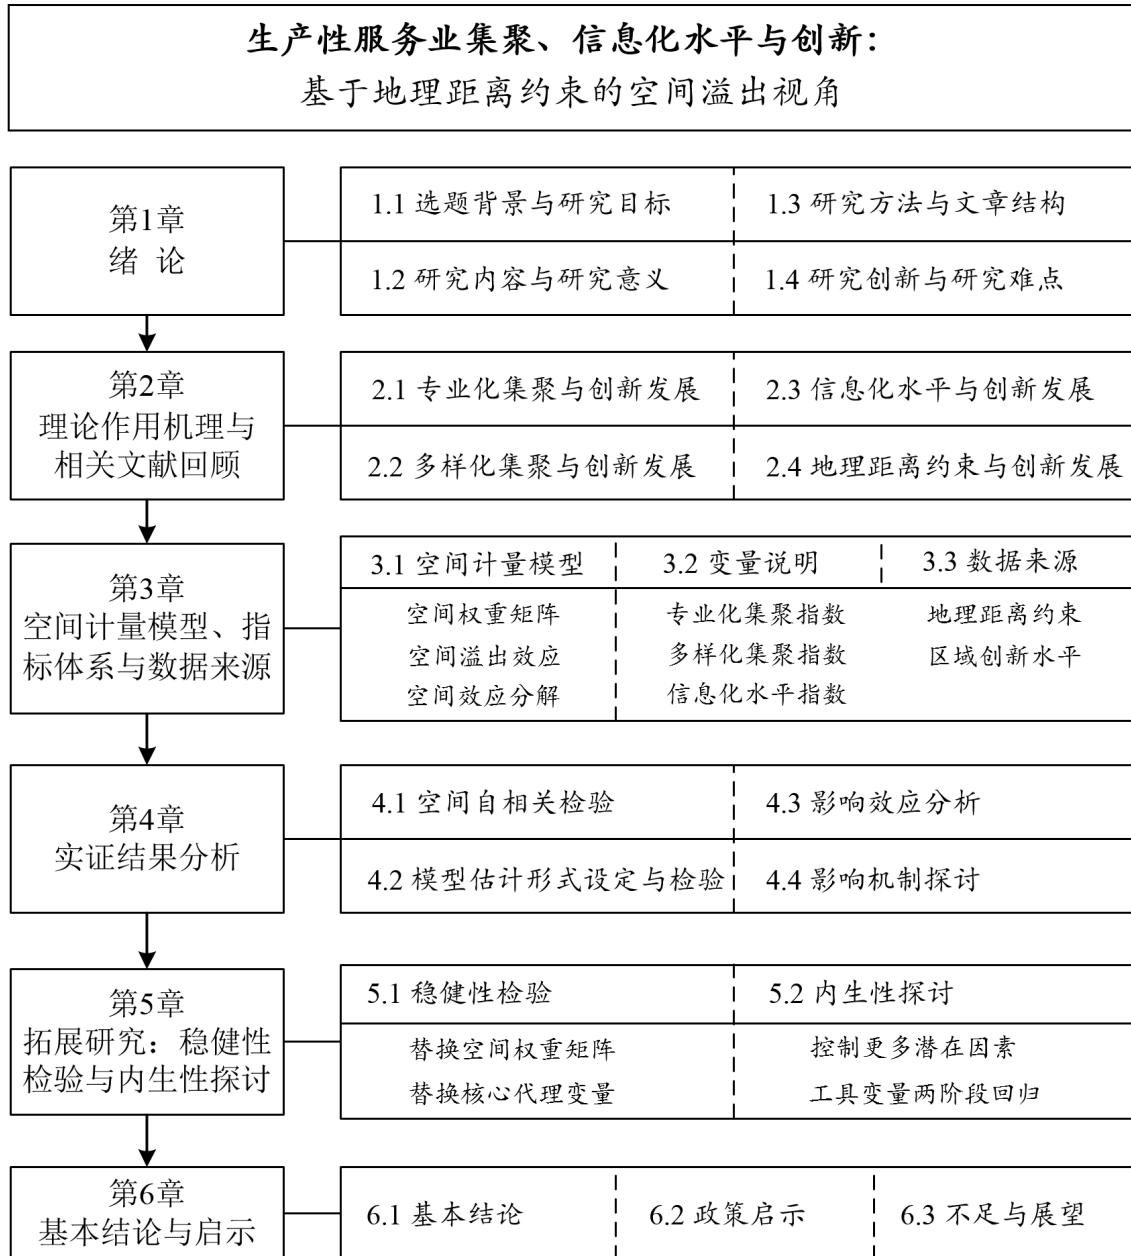 生产性服务业集聚、信息化水平与创新:
基于地理距离约束的空间溢出视角
第1章
绪 论
1.1 选题背景与研究目标
1.3 研究方法与文章结构
1.2 研究内容与研究意义
1.4 研究创新与研究难点
第2章
理论作用机理与
相关文献回顾
2.1 专业化集聚与创新发展
2.3 信息化水平与创新发展
2.2 多样化集聚与创新发展
2.4 地理距离约束与创新发展
第3章
空间计量模型、指
标体系与数据来源
3.1 空间计量模型
3.2 变量说明
3.3 数据来源
空间权重矩阵
专业化集聚指数
地理距离约束
空间溢出效应
多样化集聚指数
区域创新水平
空间效应分解
信息化水平指数
第4章
实证结果分析
4.1 空间自相关检验
4.3 影响效应分析
4.2 模型估计形式设定与检验
4.4 影响机制探讨
第5章
拓展研究：稳健性
检验与内生性探讨
5.1 稳健性检验
5.2 内生性探讨
替换空间权重矩阵
控制更多潜在因素
替换核心代理变量
工具变量两阶段回归
第6章
基本结论与启示
6.1 基本结论
6.2 政策启示
6.3 不足与展望